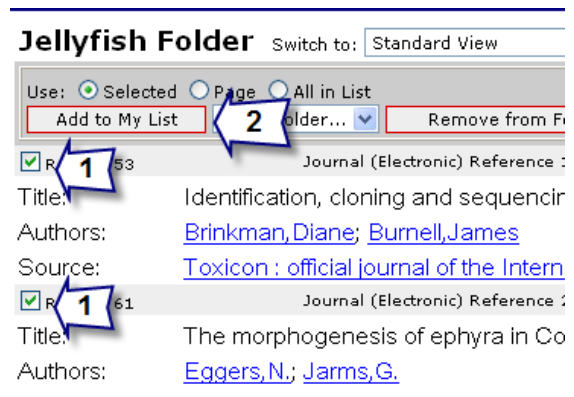 Jellyfish Folder Switch to: Standard View
Use: Selected Page All in List
Add to My List 2 older... Remove from F
1 53 Journal (Electronic) Reference 1
Title: Identification, cloning and sequencin
Authors: Brinkman,Diane; Burnell,James
Source: Toxicon : official journal of the Intern
1 61 Journal (Electronic) Reference 2
Title: The morphogenesis of ephyra in Co
Authors: Eggers,N.; Jarms,G.